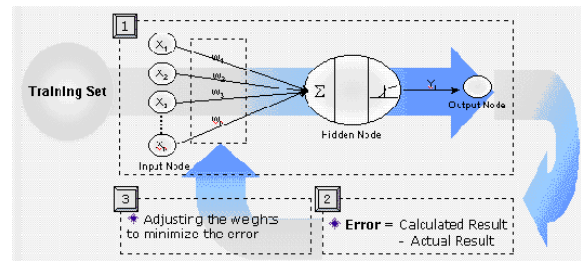 1
X1
X2
X3
Xn
W1
W2
W3
Wn
Training Set
Σ
Y1
Input Node
Hidden Node
Output Node
3
Adjusting the weights
to minimize the error
2
Error = Calculated Result
- Actual Result